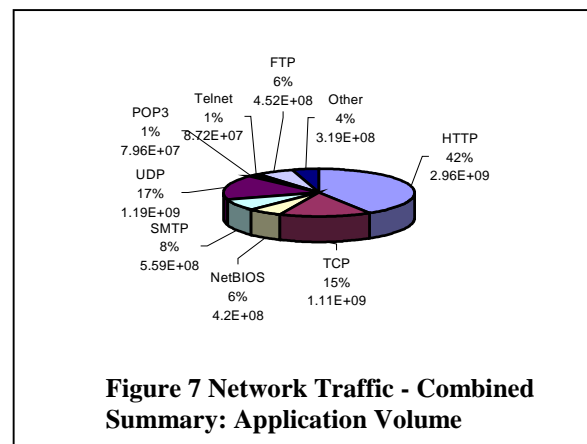 FTP
6%
4.52E+08
Other
4%
3.19E+08
Telnet
1%
8.72E+07
POP3
1%
7.96E+07
HTTP
42%
2.96E+09
UDP
17%
1.19E+09
SMTP
8%
5.59E+08
NetBIOS
6%
4.2E+08
TCP
15%
1.11E+09
Figure 7 Network Traffic - Combined
Summary: Application Volume